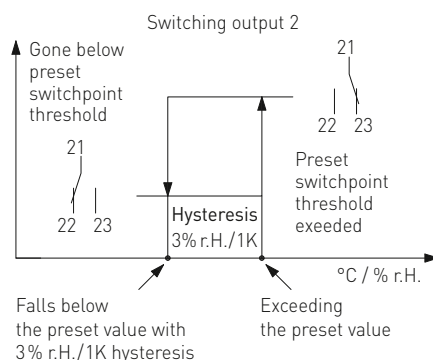 Switching output 2
Gone below
preset
switchpoint
threshold
21
22 23
21
22 23
Preset
switchpoint
threshold
exeeded
Hysteresis
3% r.H./1K
°C / % r.H.
Falls below
the preset value with
3% r.H./1K hysteresis
Exceeding
the preset value